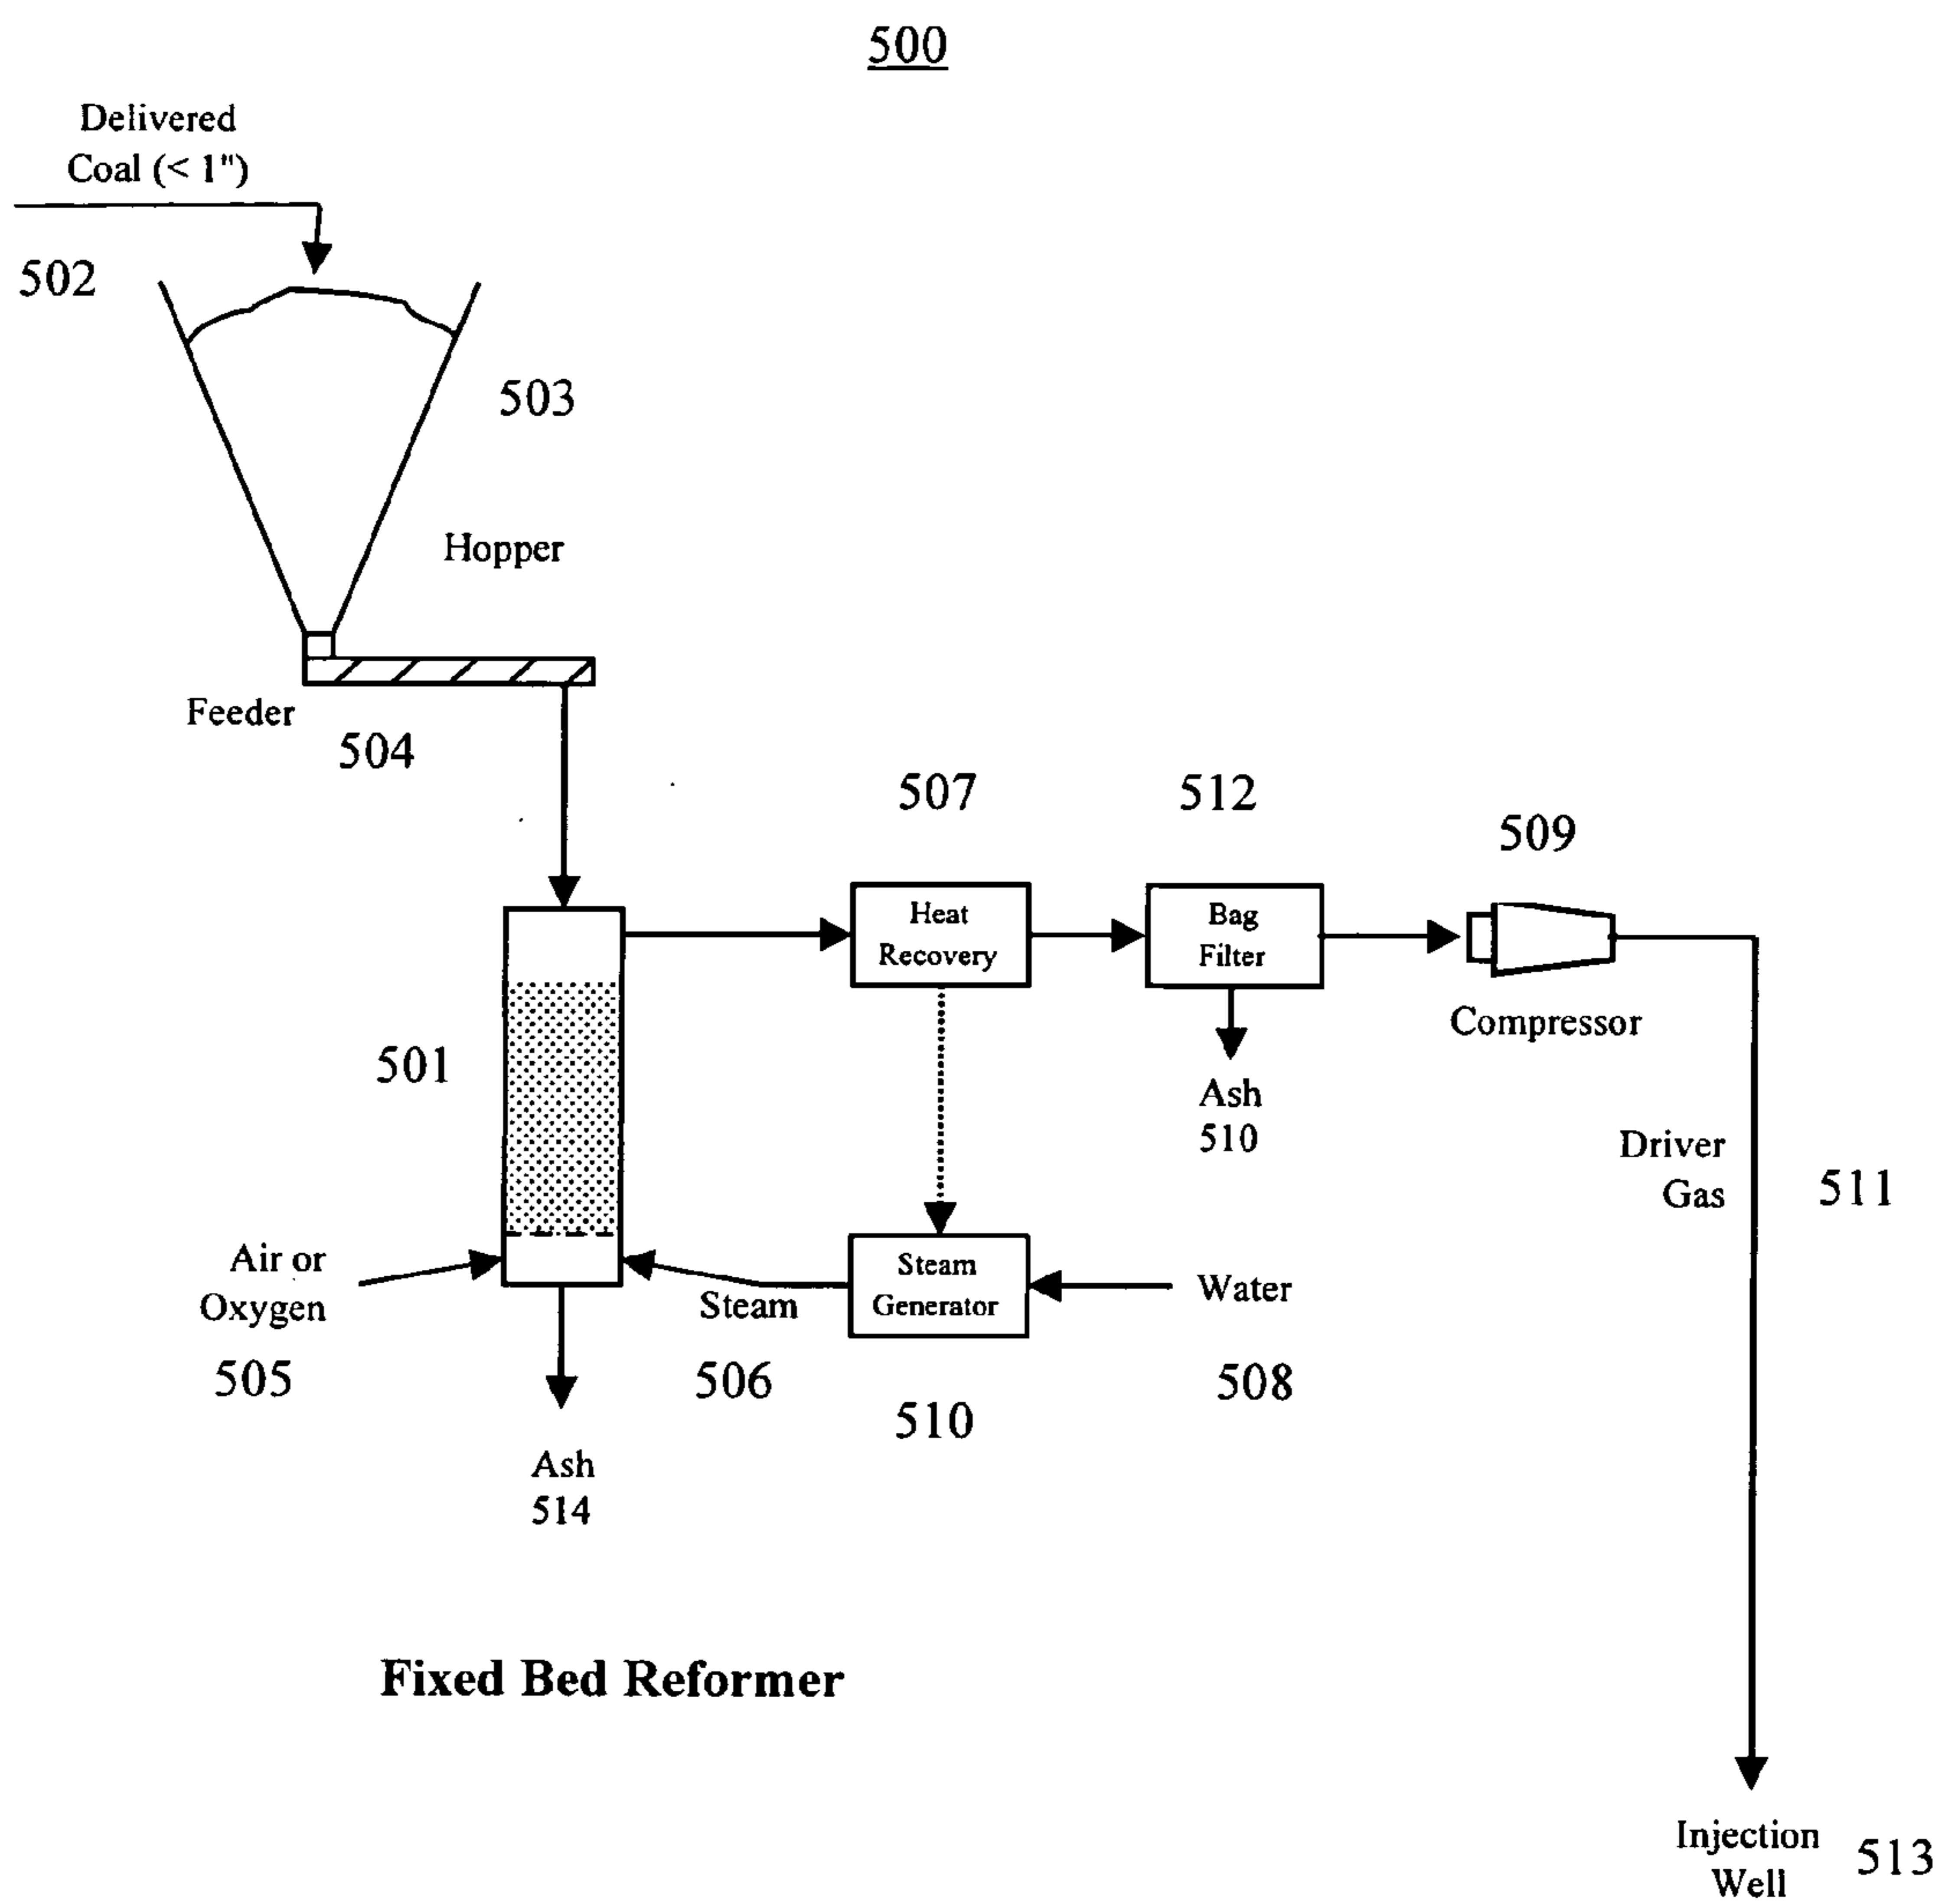 500
Delivered
Coal (< 1")
502
503
Hopper
Feeder
504
507
512
509
Heat
Recovery
Bag
Filter
Compressor
501
Ash
510
Driver
Gas
511
Air or
Oxygen
505
Steam
506
Steam
Generator
510
Water
508
Ash
514
Fixed Bed Reformer
Injection
Well
513